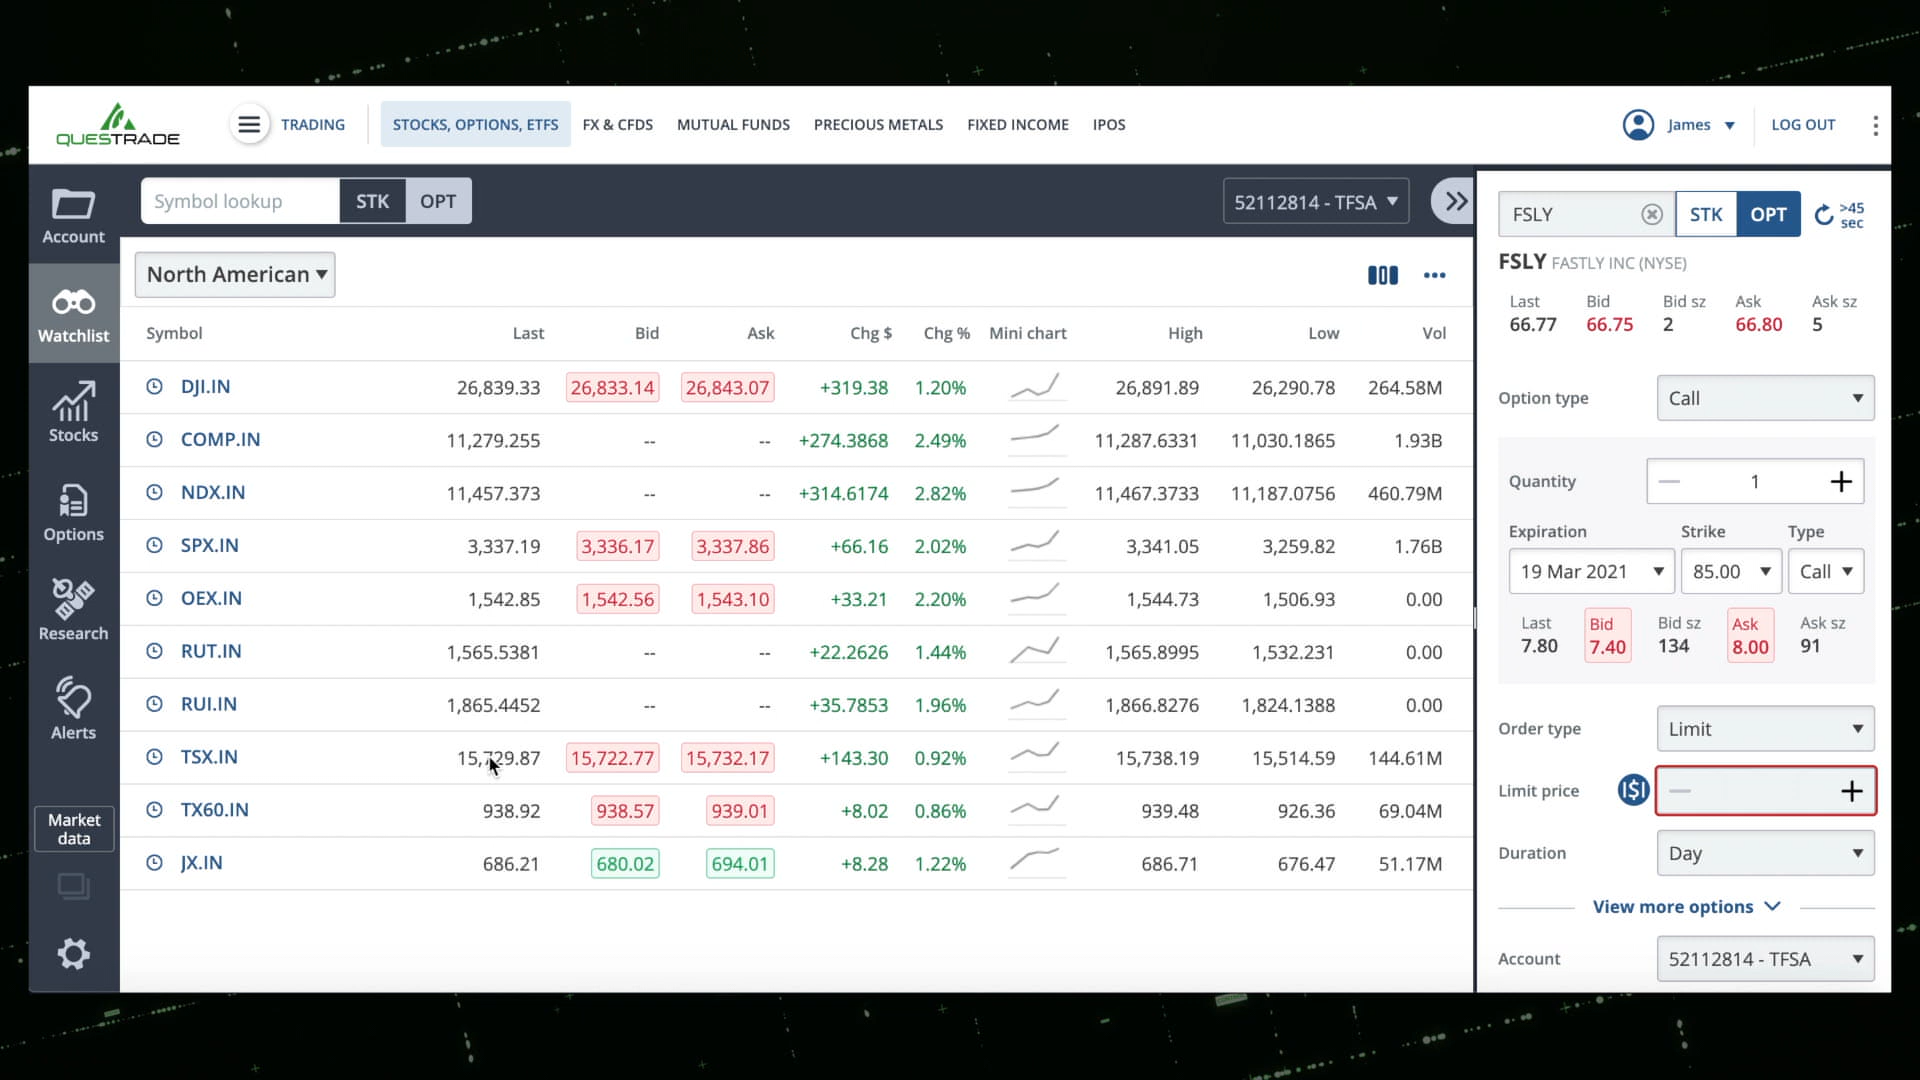 QUESTRADE
TRADING
STOCKS, OPTIONS, ETFS
FX & CFDS
MUTUAL FUNDS
PRECIOUS METALS
FIXED INCOME
IPOS
James
LOG OUT
Account
Watchlist
Stocks
Options
Research
Alerts
Market
data
Symbol lookup STK OPT
52112814 - TFSA
North American
Symbol Last Bid Ask Chg $ Chg % Mini chart High Low Vol
DJI.IN 26,839.33 26,833.14 26,843.07 +319.38 1.20% 26,891.89 26,290.78 264.58M
COMP.IN 11,279.255 -- -- +274.3868 2.49% 11,287.6331 11,030.1865 1.93B
NDX.IN 11,457.373 -- -- +314.6174 2.82% 11,467.3733 11,187.0756 460.79M
SPX.IN 3,337.19 3,336.17 3,337.86 +66.16 2.02% 3,341.05 3,259.82 1.76B
OEX.IN 1,542.85 1,542.56 1,543.10 +33.21 2.20% 1,544.73 1,506.93 0.00
RUT.IN 1,565.5381 -- -- +22.2626 1.44% 1,565.8995 1,532.231 0.00
RUI.IN 1,865.4452 -- -- +35.7853 1.96% 1,866.8276 1,824.1388 0.00
TSX.IN 15,729.87 15,722.77 15,732.17 +143.30 0.92% 15,738.19 15,514.59 144.61M
TX60.IN 938.92 938.57 939.01 +8.02 0.86% 939.48 926.36 69.04M
JX.IN 686.21 680.02 694.01 +8.28 1.22% 686.71 676.47 51.17M
FSLY STK OPT >45
sec
FSLY FASTLY INC (NYSE)
Last Bid Bid sz Ask Ask sz
66.77 66.75 2 66.80 5
Option type Call
Quantity 1
Expiration Strike Type
19 Mar 2021 85.00 Call
Last Bid Bid sz Ask Ask sz
7.80 7.40 134 8.00 91
Order type Limit
Limit price
Duration Day
View more options
Account 52112814 - TFSA